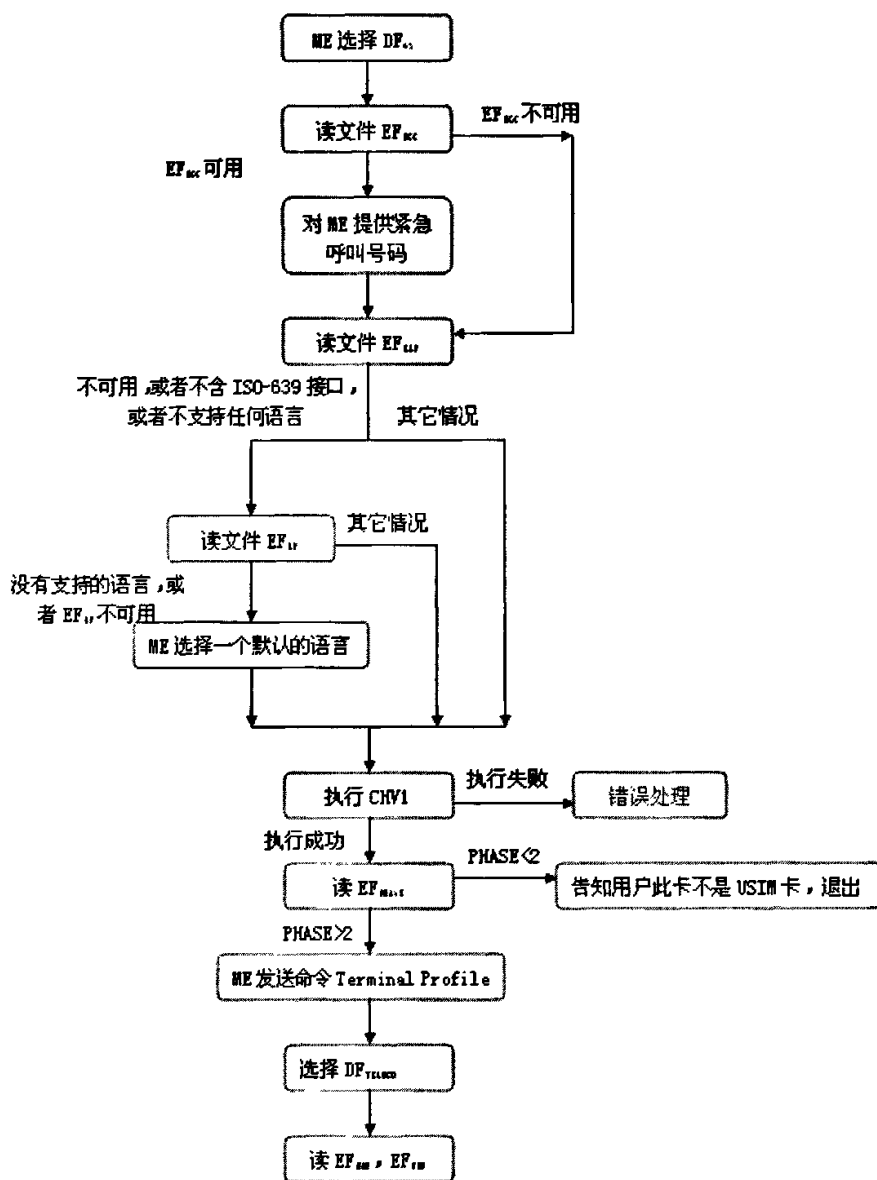 ME 选择 DF
读文件 EF
EF 不可用
EF 可用
对 ME 提供紧急
呼叫号码
读文件 EF
不可用，或者不含 ISO-639 接口，
或者不支持任何语言
其它情况
读文件 EF
其它情况
没有支持的语言，或
者 EF 不可用
ME 选择一个默认的语言
执行 CHV1
执行失败
错误处理
执行成功
读 EF
PHASE<2
告知用户此卡不是 USIM 卡，退出
PHASE>2
ME 发送命令 Terminal Profile
选择 DF
读 EF ，EF